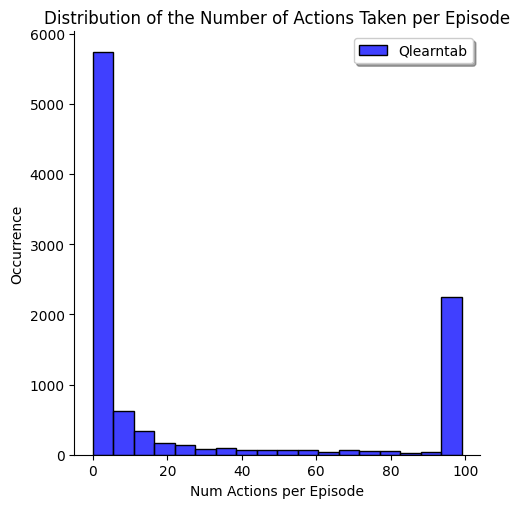 Distribution of the Number of Actions Taken per Episode
Qlearntab
6000
5000
4000
3000
2000
1000
0
Occurrence
0 20 40 60 80 100
Num Actions per Episode